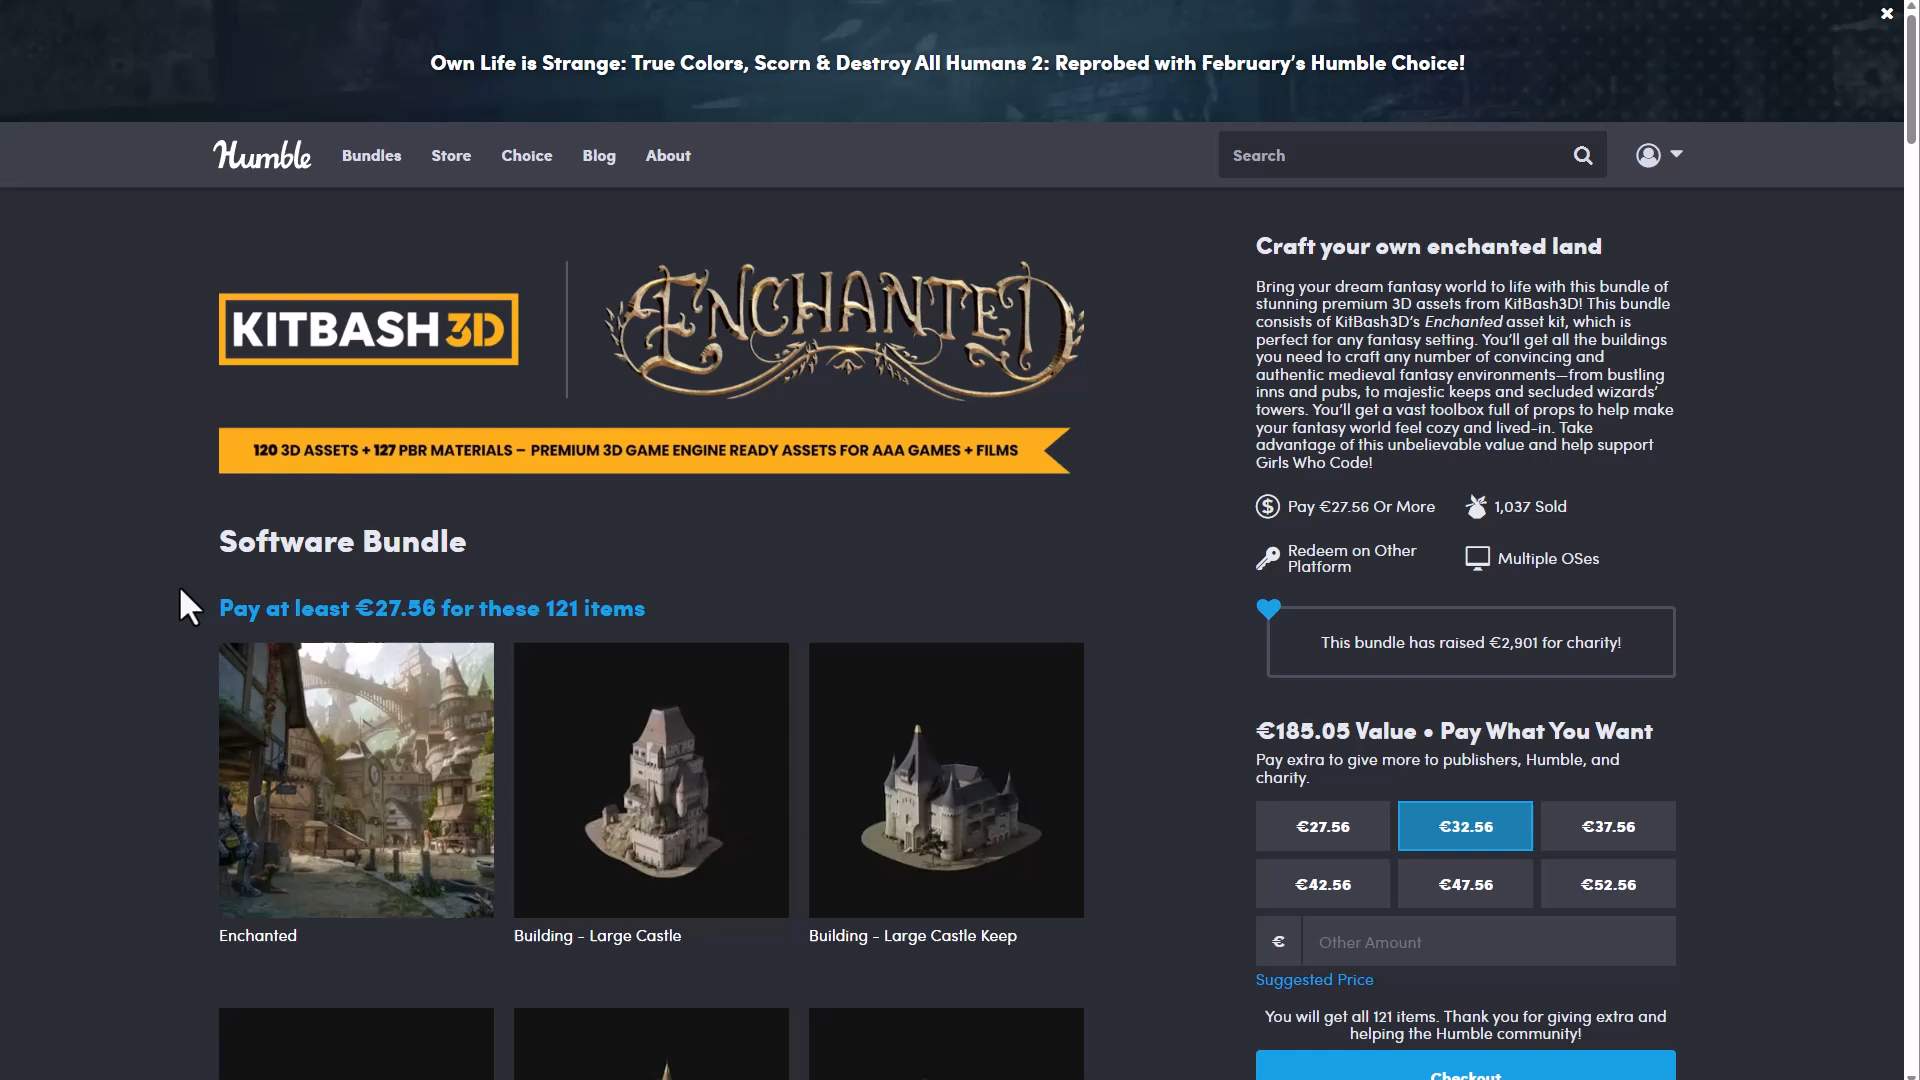 Own Life is Strange: True Colors, Scorn & Destroy All Humans 2: Reprobed with February's Humble Choice!
Humble
Bundles
Store
Choice
Blog
About
Search
KITBASH3D
ENCHANTED
120 3D ASSETS + 127 PBR MATERIALS – PREMIUM 3D GAME ENGINE READY ASSETS FOR AAA GAMES + FILMS
Software Bundle
Pay at least €27.56 for these 121 items
Enchanted
Building - Large Castle
Building - Large Castle Keep
Craft your own enchanted land
Bring your dream fantasy world to life with this bundle of
stunning premium 3D assets from KitBash3D! This bundle
consists of KitBash3D's Enchanted asset kit, which is
perfect for any fantasy setting. You'll get all the buildings
you need to craft any number of convincing and
authentic medieval fantasy environments—from bustling
inns and pubs, to majestic keeps and secluded wizards'
towers. You'll get a vast toolbox full of props to help make
your fantasy world feel cozy and lived-in. Take
advantage of this unbelievable value and help support
Girls Who Code!
Pay €27.56 Or More
1,037 Sold
Redeem on Other
Platform
Multiple OSes
This bundle has raised €2,901 for charity!
€185.05 Value • Pay What You Want
Pay extra to give more to publishers, Humble, and
charity.
€27.56
€32.56
€37.56
€42.56
€47.56
€52.56
€
Other Amount
Suggested Price
You will get all 121 items. Thank you for giving extra and
helping the Humble community!
Checkout